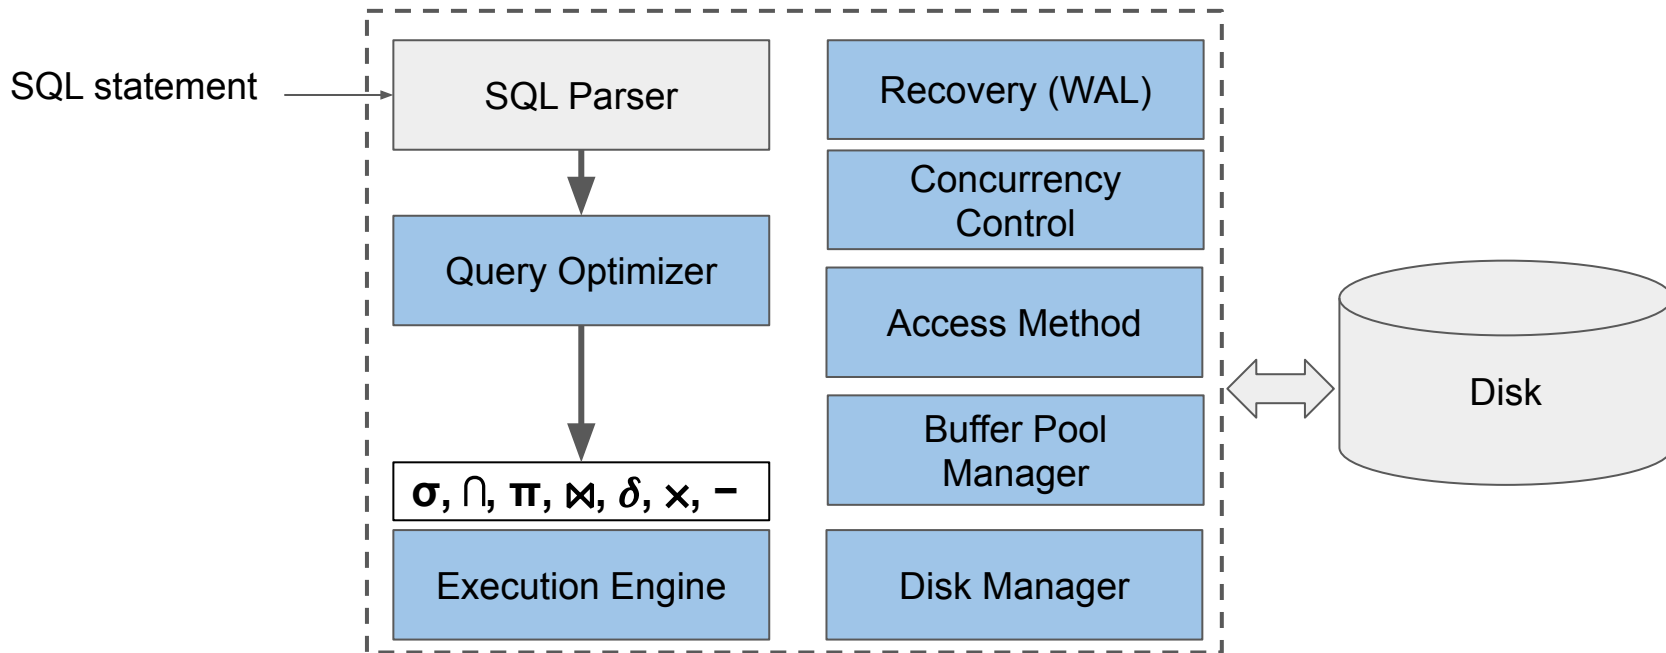 SQL statement
SQL Parser
Query Optimizer
σ, ∩, π, ⋈, δ, ×, −
Execution Engine
Recovery (WAL)
Concurrency
Control
Access Method
Buffer Pool
Manager
Disk Manager
Disk